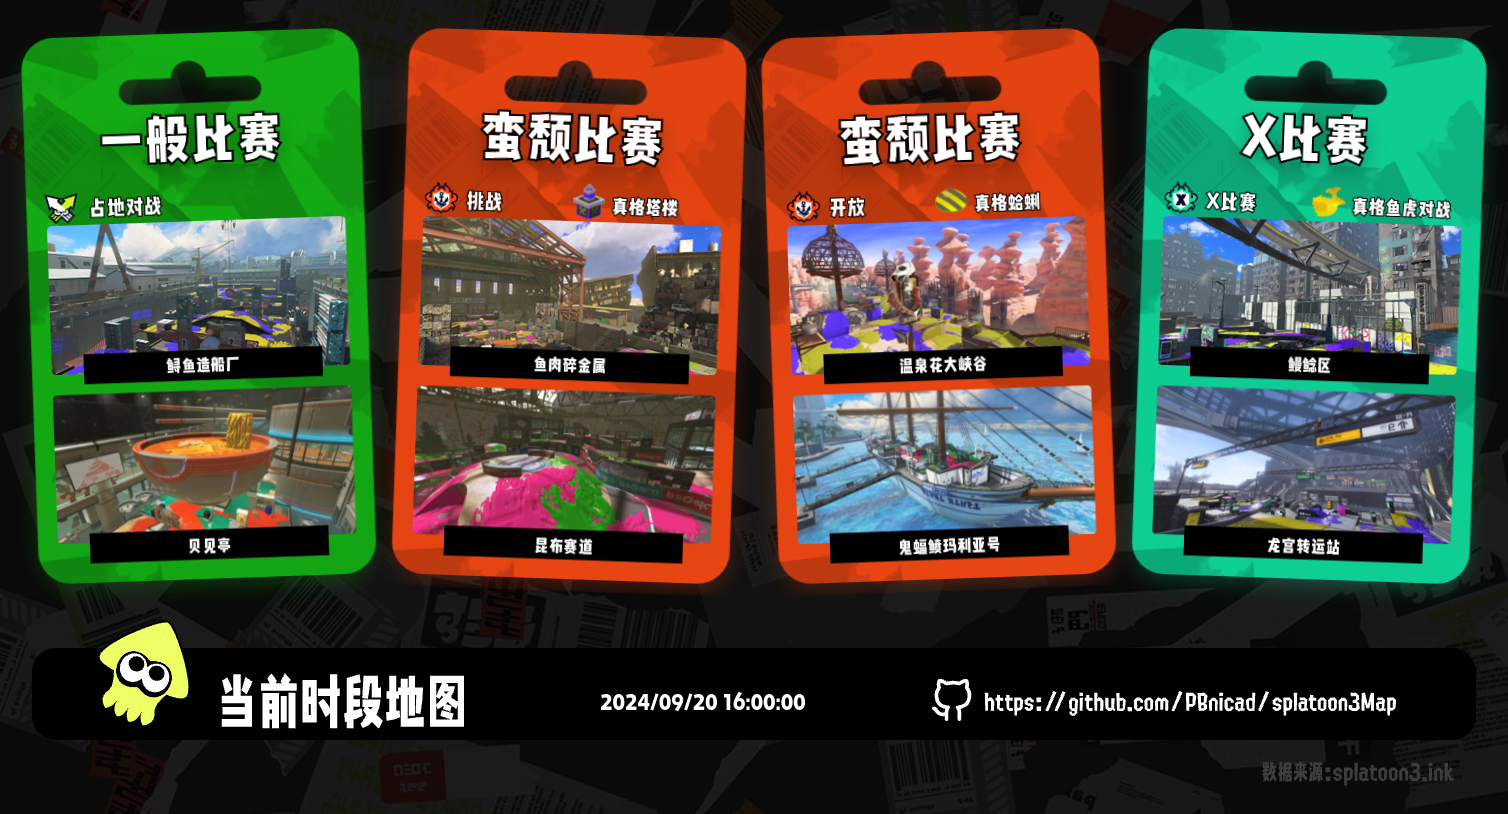 一般比赛
占地对战
鲟鱼造船厂
贝贝亭
蛮颓比赛
挑战
真格塔楼
鱼肉碎金属
昆布赛道
蛮颓比赛
开放
真格蛤蜊
温泉花大峡谷
鬼蝠鲼玛利亚号
X比赛
X比赛
真格鱼虎对战
鳗鲶区
龙宫转运站
当前时段地图
2024/09/20 16:00:00
https://github.com/PBnicad/splatoon3Map
数据来源:splatoon3.ink